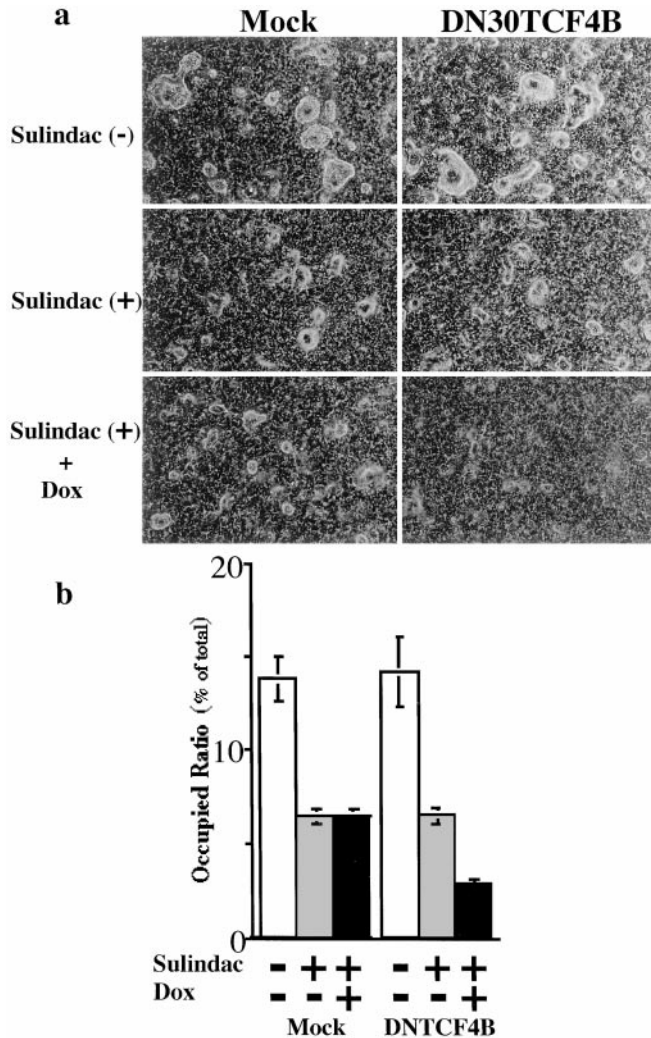 a
Mock DN30TCF4B
Sulindac (-)
Sulindac (+)
Sulindac (+)
+
Dox
b
20
10
0
Occupied Ratio (% of total)
Sulindac - + + - + +
Dox - - + - - +
Mock DNTCF4B